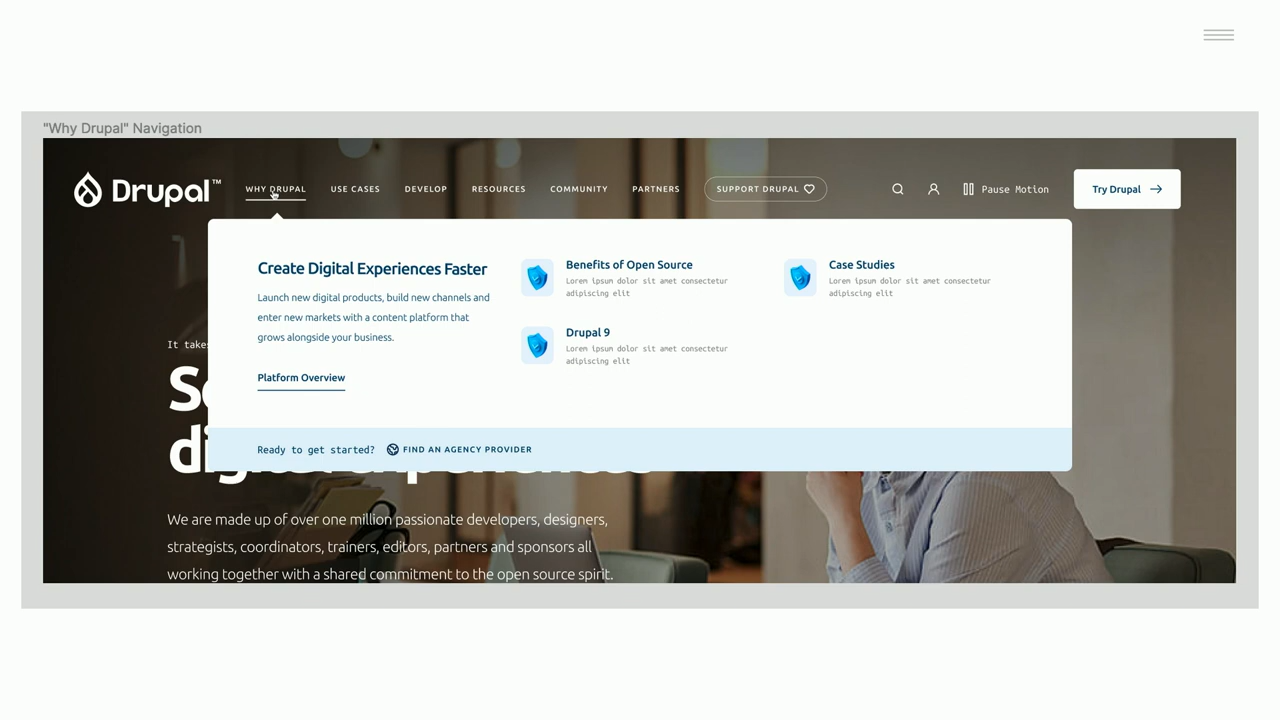 "Why Drupal" Navigation
Drupal™
WHY DRUPAL
USE CASES
DEVELOP
RESOURCES
COMMUNITY
PARTNERS
SUPPORT DRUPAL
Pause Motion
Try Drupal
Create Digital Experiences Faster
Launch new digital products, build new channels and
enter new markets with a content platform that
grows alongside your business.
Platform Overview
Benefits of Open Source
Lorem ipsum dolor sit amet consectetur
adipiscing elit
Drupal 9
Lorem ipsum dolor sit amet consectetur
adipiscing elit
Case Studies
Lorem ipsum dolor sit amet consectetur
adipiscing elit
Ready to get started?
FIND AN AGENCY PROVIDER
It takes
We are made up of over one million passionate developers, designers,
strategists, coordinators, trainers, editors, partners and sponsors all
working together with a shared commitment to the open source spirit.